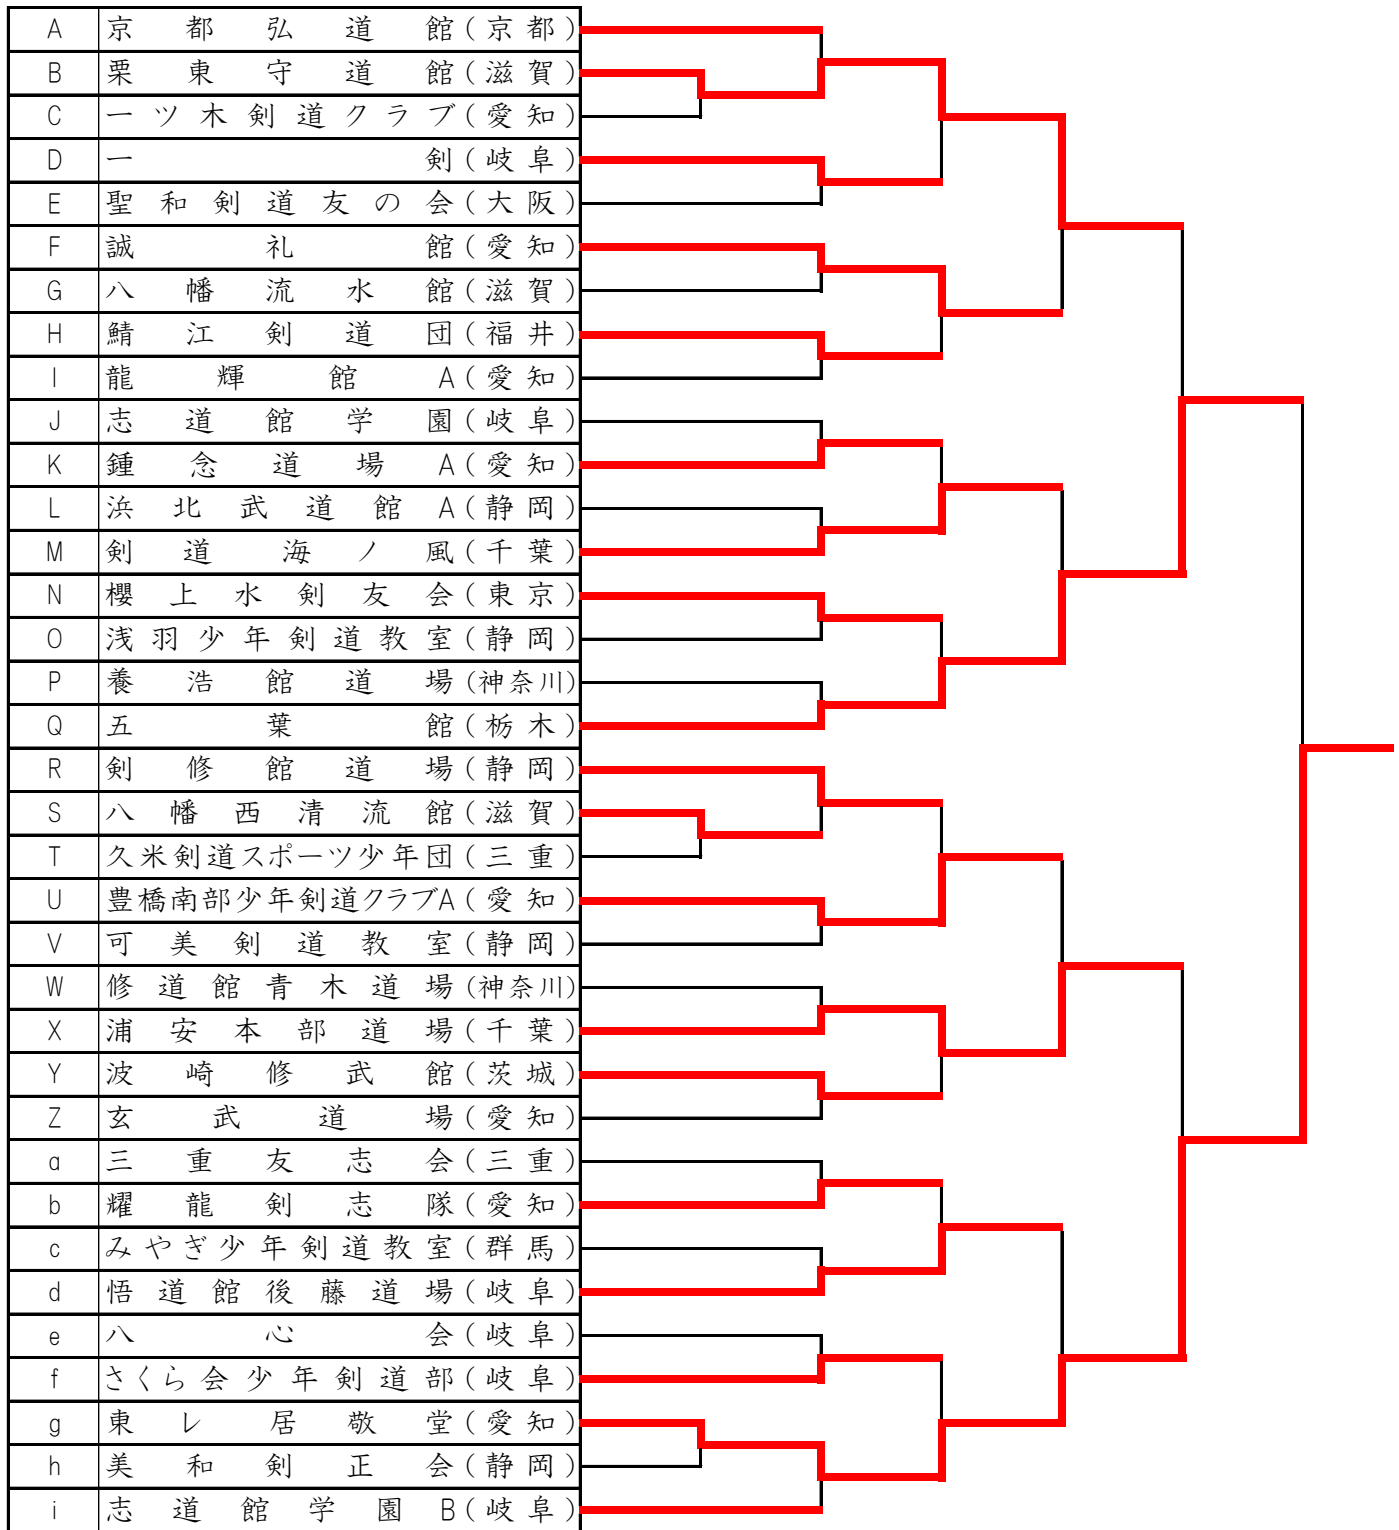 A 京都弘道館(京都)
B 栗東守道館(滋賀)
C 一ツ木剣道クラブ(愛知)
D 一剣(岐阜)
E 聖和剣道友の会(大阪)
F 誠礼館(愛知)
G 八幡流水館(滋賀)
H 鯖江剣道団(福井)
I 龍輝館A(愛知)
J 志道館学園(岐阜)
K 鍾念道場A(愛知)
L 浜北武道館A(静岡)
M 剣道海ノ風(千葉)
N 櫻上水剣友会(東京)
O 浅羽少年剣道教室(静岡)
P 養浩館道場(神奈川)
Q 五葉館(栃木)
R 剣修館道場(静岡)
S 八幡西清流館(滋賀)
T 久米剣道スポーツ少年団(三重)
U 豊橋南部少年剣道クラブA(愛知)
V 可美剣道教室(静岡)
W 修道館青木道場(神奈川)
X 浦安本部道場(千葉)
Y 波崎修武館(茨城)
Z 玄武道場(愛知)
a 三重友志会(三重)
b 耀龍剣志隊(愛知)
c みやぎ少年剣道教室(群馬)
d 悟道館後藤道場(岐阜)
e 八心会(岐阜)
f さくら会少年剣道部(岐阜)
g 東レ居敬堂(愛知)
h 美和剣正会(静岡)
i 志道館学園B(岐阜)